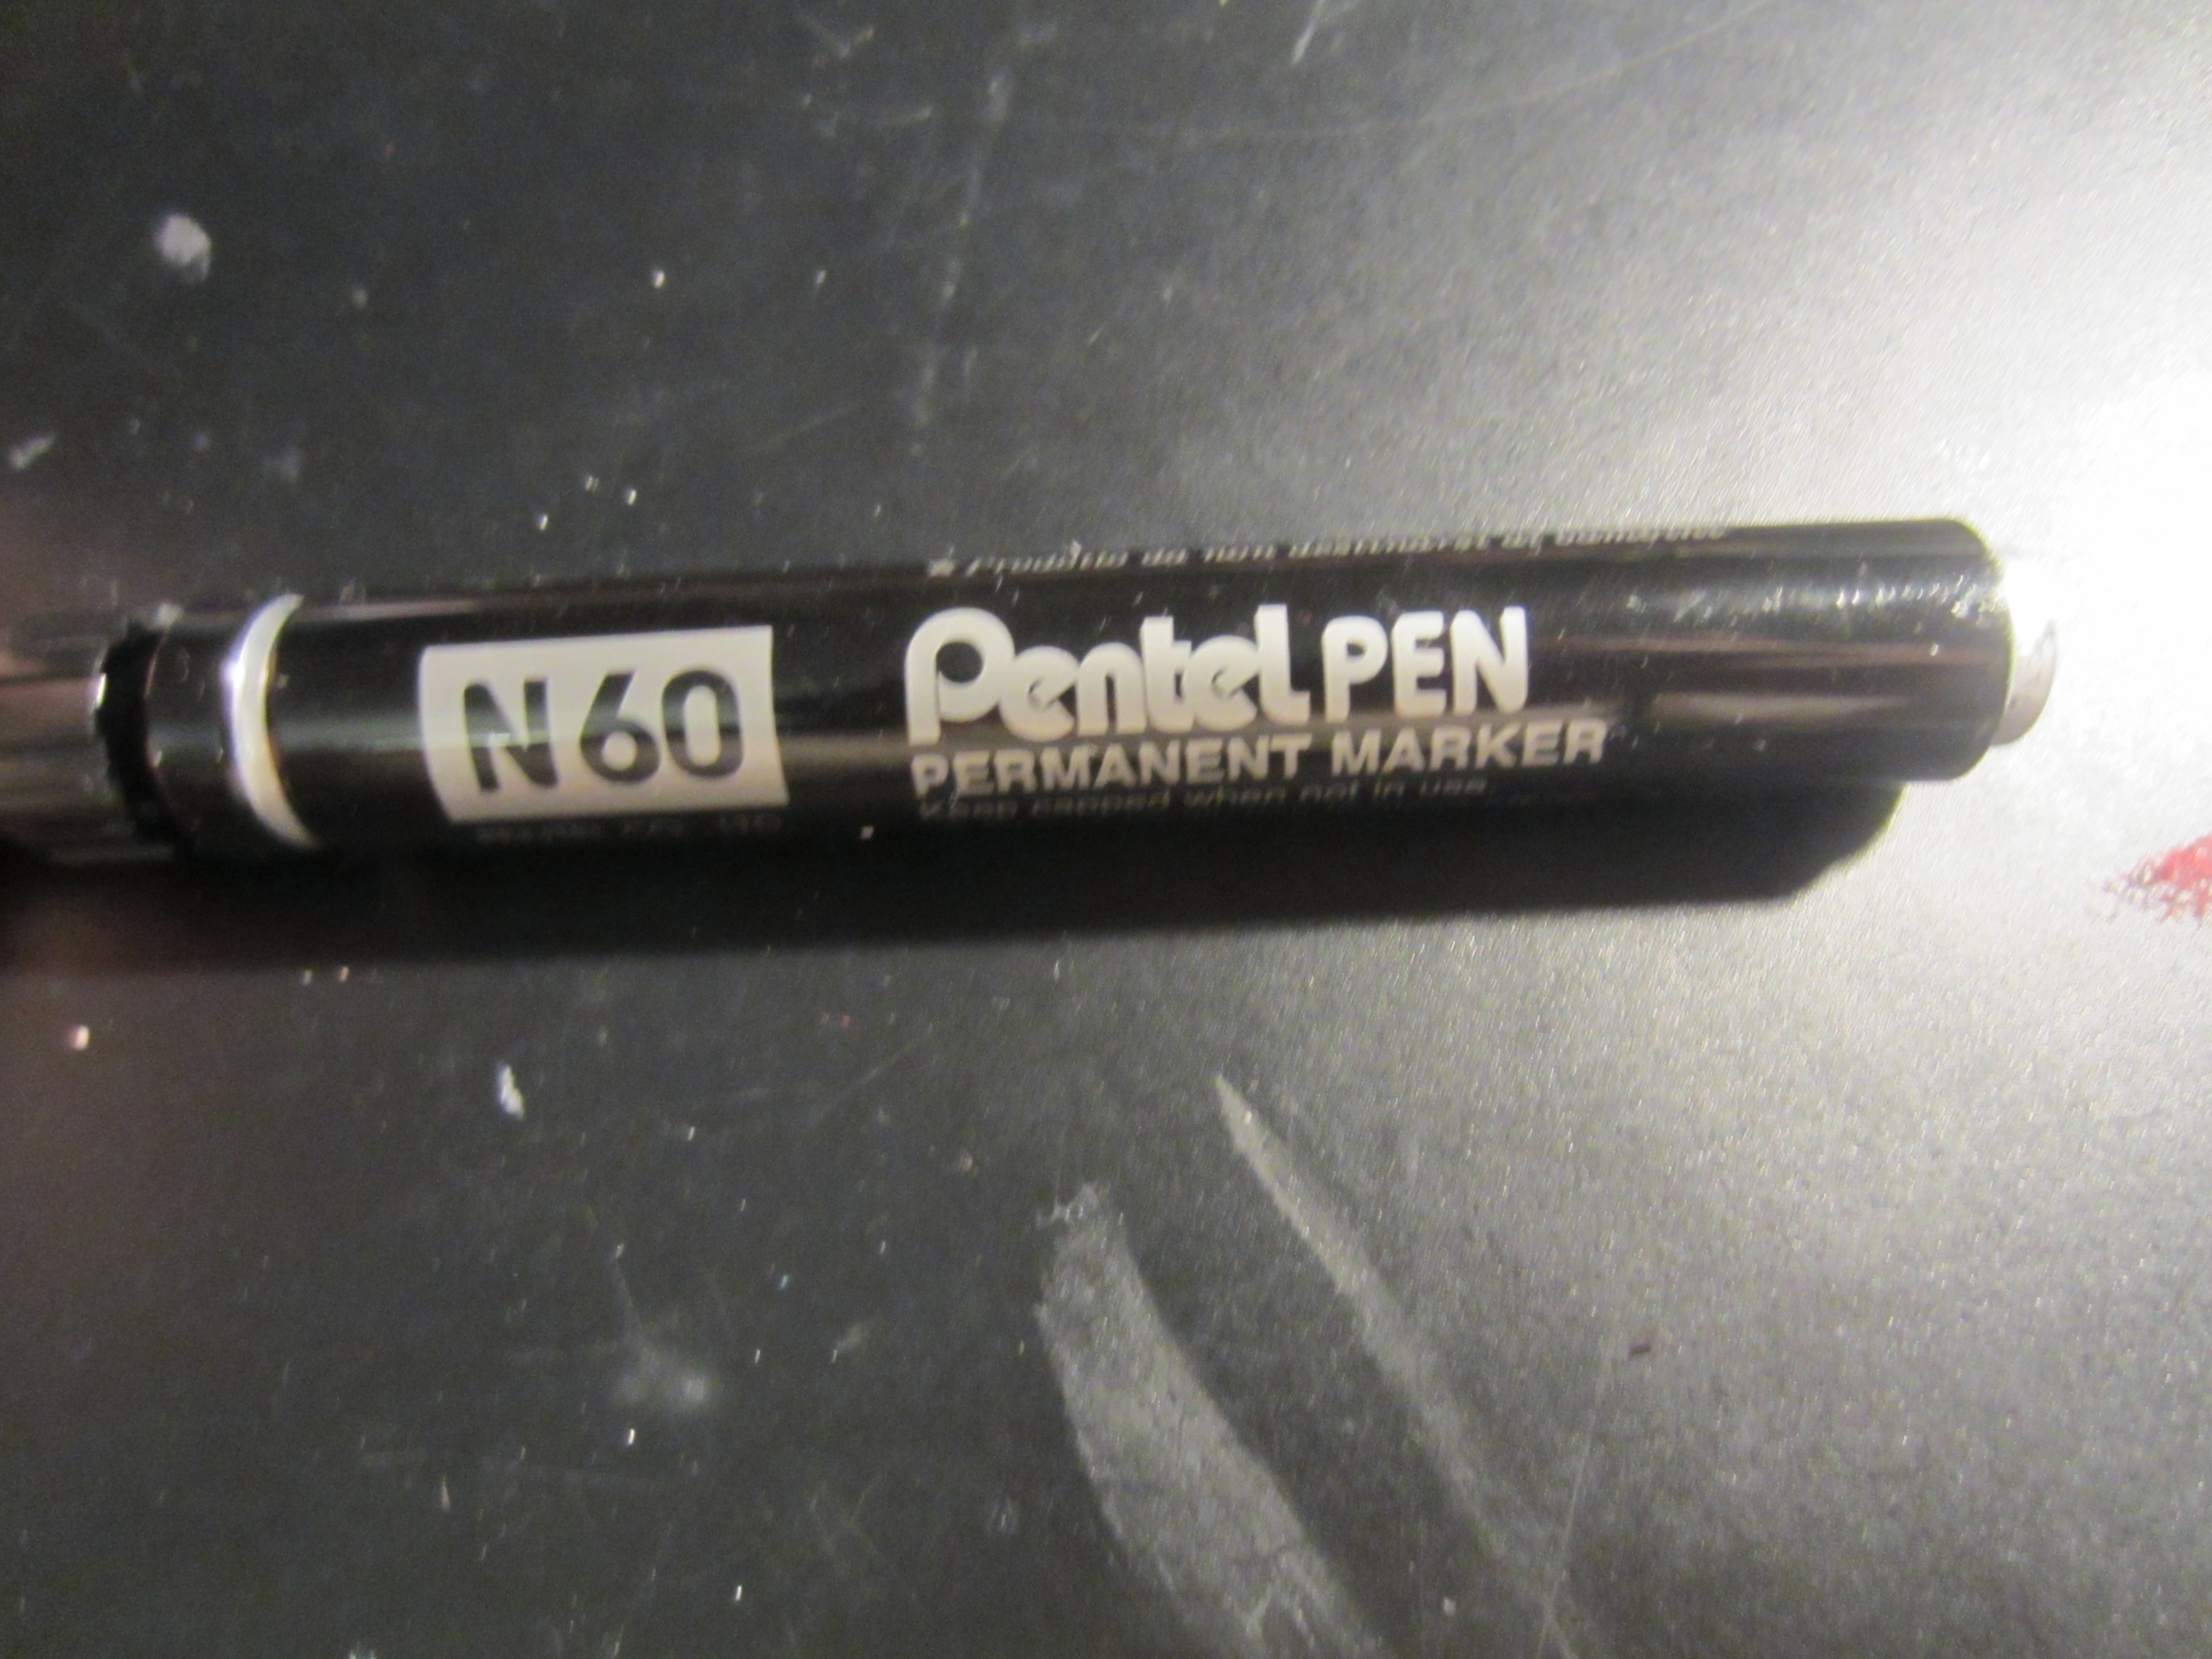 N60
Pentel PEN
PERMANENT MARKER
Keep capped when not in use.